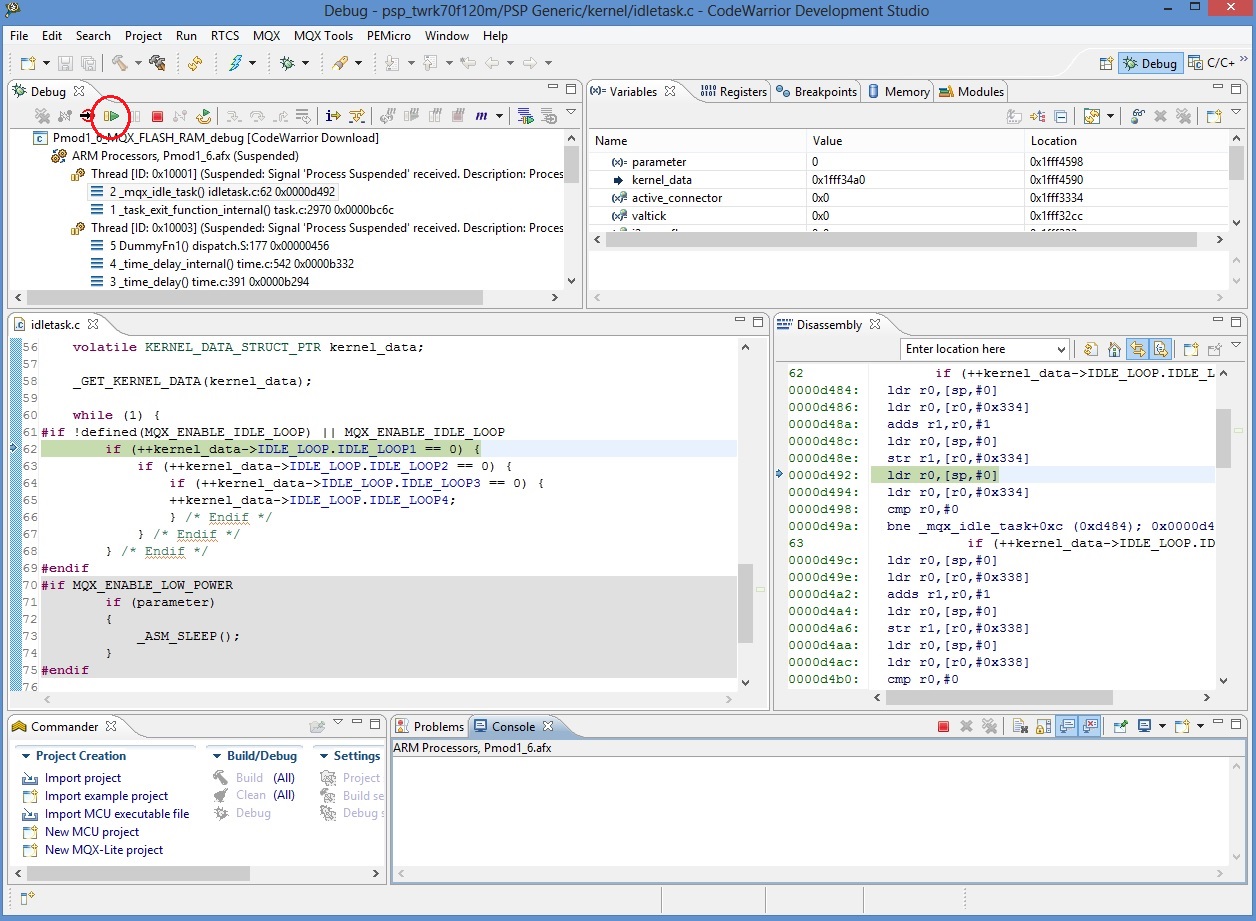 Debug - psp_twrk70f120m/PSP Generic/kernel/idletask.c - CodeWarrior Development Studio
File Edit Search Project Run RTCS MQX MQX Tools PEMicro Window Help
Debug C/C+
Debug
Pmod1_6_MQX_FLASH_RAM_debug [CodeWarrior Download]
ARM Processors, Pmod1_6.afx (Suspended)
Thread [ID: 0x10001] (Suspended: Signal 'Process Suspended' received. Description: Proces
2 _mqx_idle_task() idletask.c:62 0x0000d492
1 _task_exit_function_internal() task.c:2970 0x0000bc6c
Thread [ID: 0x10003] (Suspended: Signal 'Process Suspended' received. Description: Proces
5 DummyFn1() dispatch.S:177 0x00000456
4 _time_delay_internal() time.c:542 0x0000b332
3 _time_delay() time.c:391 0x0000b294
(x)= Variables Registers Breakpoints Memory Modules
Name Value Location
(x)= parameter 0 0x1fff4598
kernel_data 0x1fff34a0 0x1fff4590
(x) active_connector 0x0 0x1fff3334
(x) valtick 0x0 0x1fff32cc
idletask.c
56 volatile KERNEL_DATA_STRUCT_PTR kernel_data;
57
58 _GET_KERNEL_DATA(kernel_data);
59
60 while (1) {
61 #if !defined(MQX_ENABLE_IDLE_LOOP) || MQX_ENABLE_IDLE_LOOP
62 if (++kernel_data->IDLE_LOOP.IDLE_LOOP1 == 0) {
63 if (++kernel_data->IDLE_LOOP.IDLE_LOOP2 == 0) {
64 if (++kernel_data->IDLE_LOOP.IDLE_LOOP3 == 0) {
65 ++kernel_data->IDLE_LOOP.IDLE_LOOP4;
66 } /* Endif */
67 } /* Endif */
68 } /* Endif */
69 #endif
70 #if MQX_ENABLE_LOW_POWER
71 if (parameter)
72 {
73 _ASM_SLEEP();
74 }
75 #endif
76
Disassembly
Enter location here
62 if (++kernel_data->IDLE_LOOP.IDLE_L
0000d484: ldr r0,[sp,#0]
0000d486: ldr r0,[r0,#0x334]
0000d48a: adds r1,r0,#1
0000d48c: ldr r0,[sp,#0]
0000d48e: str r1,[r0,#0x334]
0000d492: ldr r0,[sp,#0]
0000d494: ldr r0,[r0,#0x334]
0000d498: cmp r0,#0
0000d49a: bne _mqx_idle_task+0xc (0xd484); 0x0000d4
63 if (++kernel_data->IDLE_LOOP.ID
0000d49c: ldr r0,[sp,#0]
0000d49e: ldr r0,[r0,#0x338]
0000d4a2: adds r1,r0,#1
0000d4a4: ldr r0,[sp,#0]
0000d4a6: str r1,[r0,#0x338]
0000d4aa: ldr r0,[sp,#0]
0000d4ac: ldr r0,[r0,#0x338]
0000d4b0: cmp r0,#0
Commander
Project Creation
Import project
Import example project
Import MCU executable file
New MCU project
New MQX-Lite project
Build/Debug
Build (All)
Clean (All)
Debug
Settings
Project
Build se
Debug s
Problems Console
ARM Processors, Pmod1_6.afx